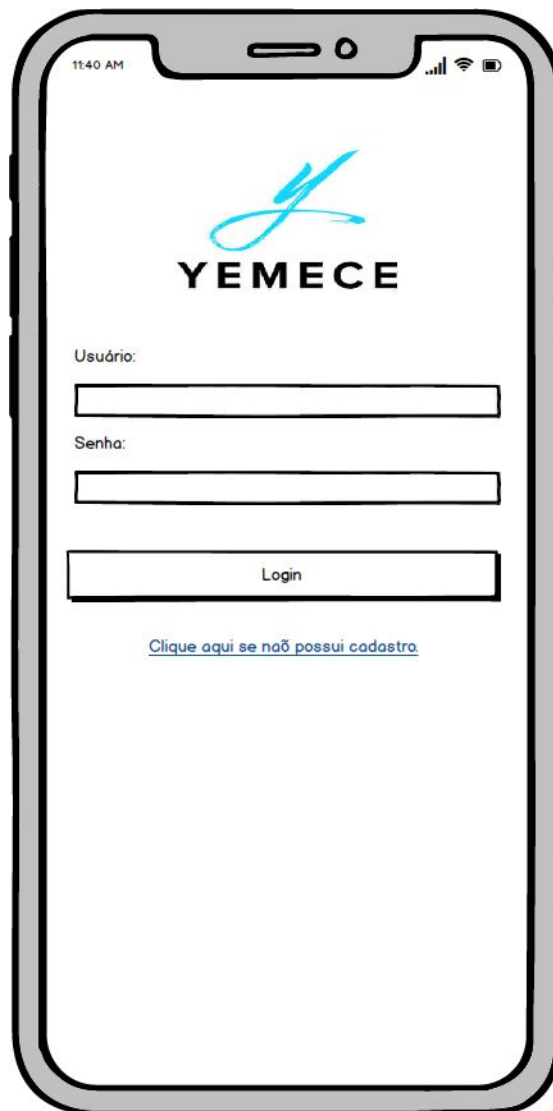 11:40 AM
YEMECE
Usuário:
Senha:
Login
Clique aqui se naõ possui cadastro.